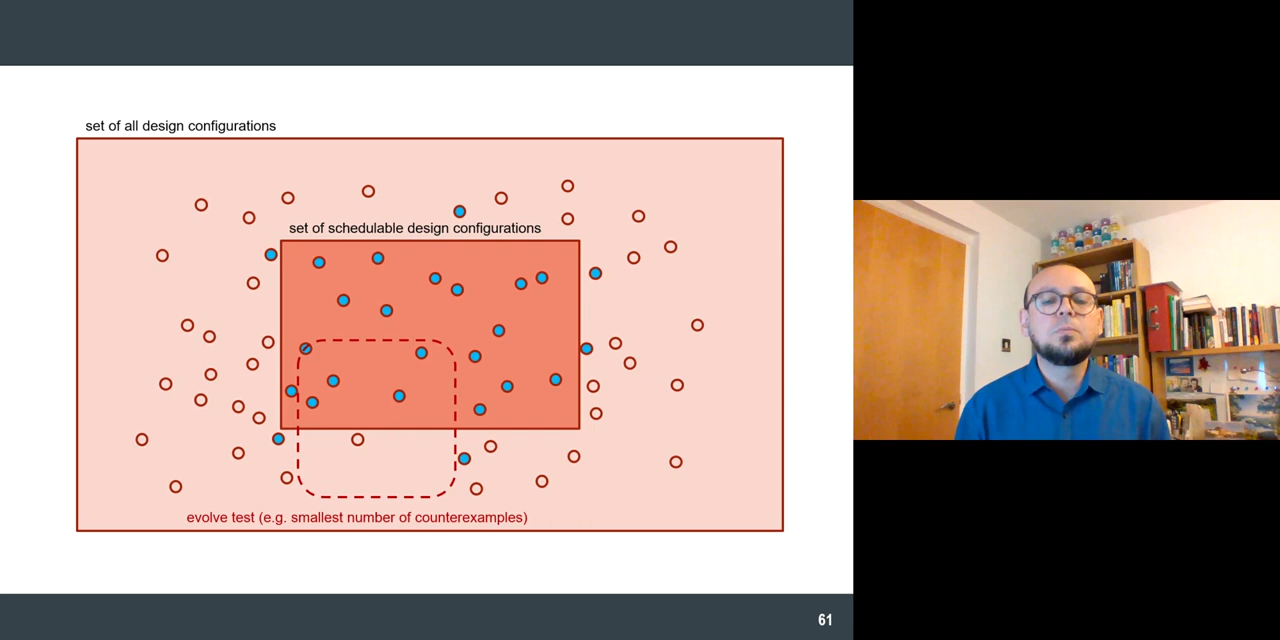 set of all design configurations
set of schedulable design configurations
evolve test (e.g. smallest number of counterexamples)
61